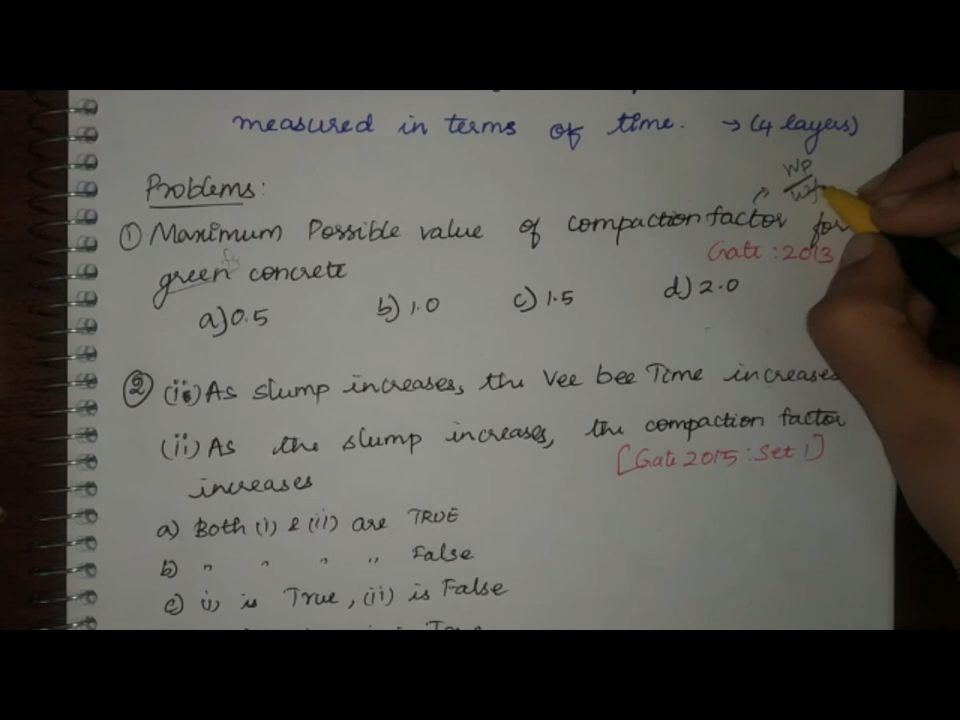 measured in terms of time. → (4 layers)
Problems:
WP
① Maximum Possible value of compaction factor for
Gate : 2013
green concrete
a) 0.5 b) 1.0 c) 1.5 d) 2.0
② (i) As slump increases, the Vee bee Time increases
(ii) As the slump increases, the compaction factor
[Gate 2015 : Set 1]
increases
a) Both (i) & (ii) are TRUE
b) " " " " False
c) (i) is True, (ii) is False